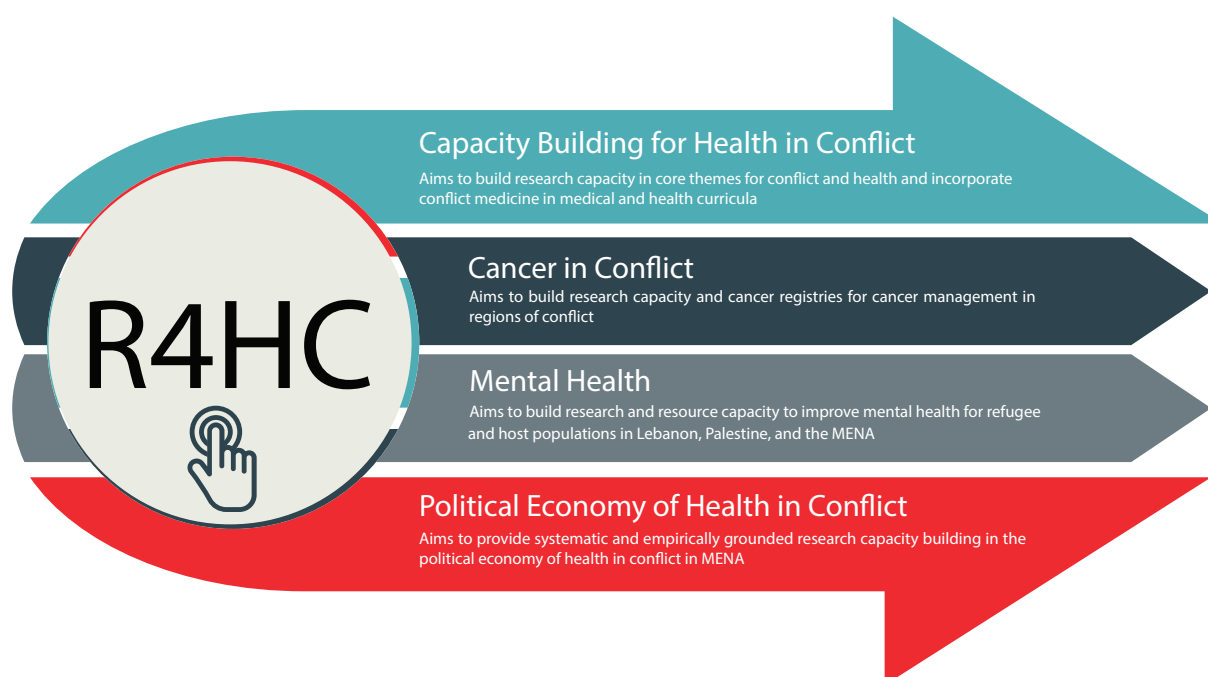 R4HC
Capacity Building for Health in Conflict
Aims to build research capacity in core themes for conflict and health and incorporate
conflict medicine in medical and health curricula
Cancer in Conflict
Aims to build research capacity and cancer registries for cancer management in
regions of conflict
Mental Health
Aims to build research and resource capacity to improve mental health for refugee
and host populations in Lebanon, Palestine, and the MENA
Political Economy of Health in Conflict
Aims to provide systematic and empirically grounded research capacity building in the
political economy of health in conflict in MENA